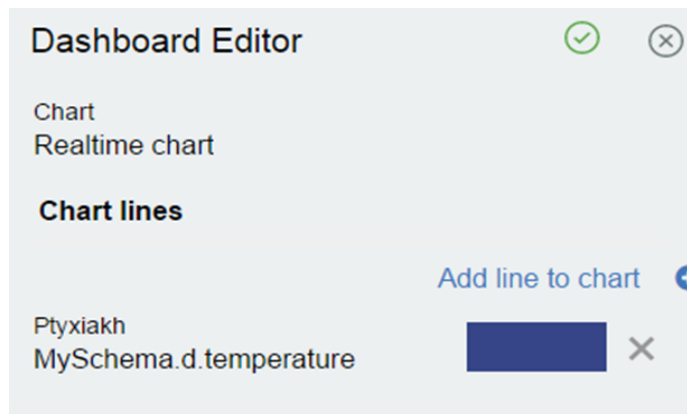 Dashboard Editor
Chart
Realtime chart
Chart lines
Add line to chart
Ptyxiakh
MySchema.d.temperature